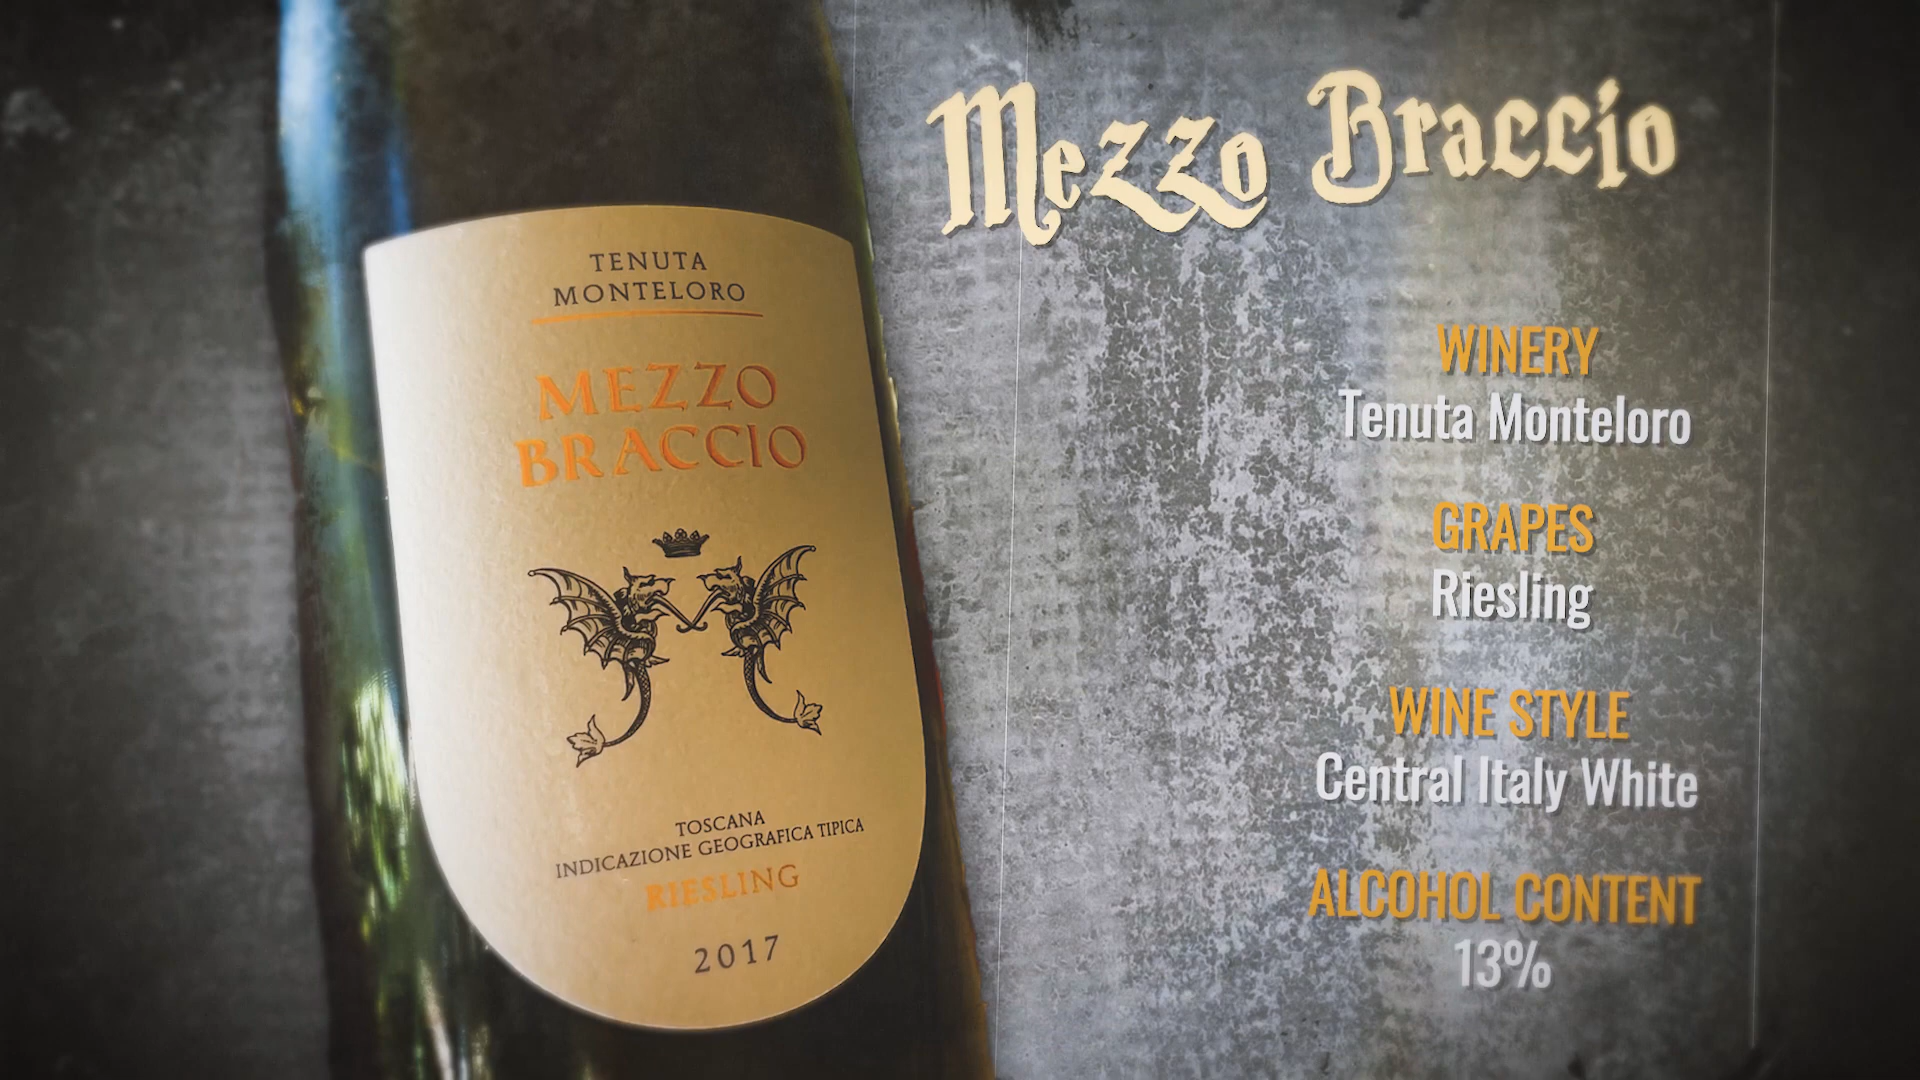 TENUTA
MONTELORO
MEZZO
BRACCIO
TOSCANA
INDICAZIONE GEOGRAFICA TIPICA
RIESLING
2017
Mezzo Braccio
WINERY
Tenuta Monteloro
GRAPES
Riesling
WINE STYLE
Central Italy White
ALCOHOL CONTENT
13%